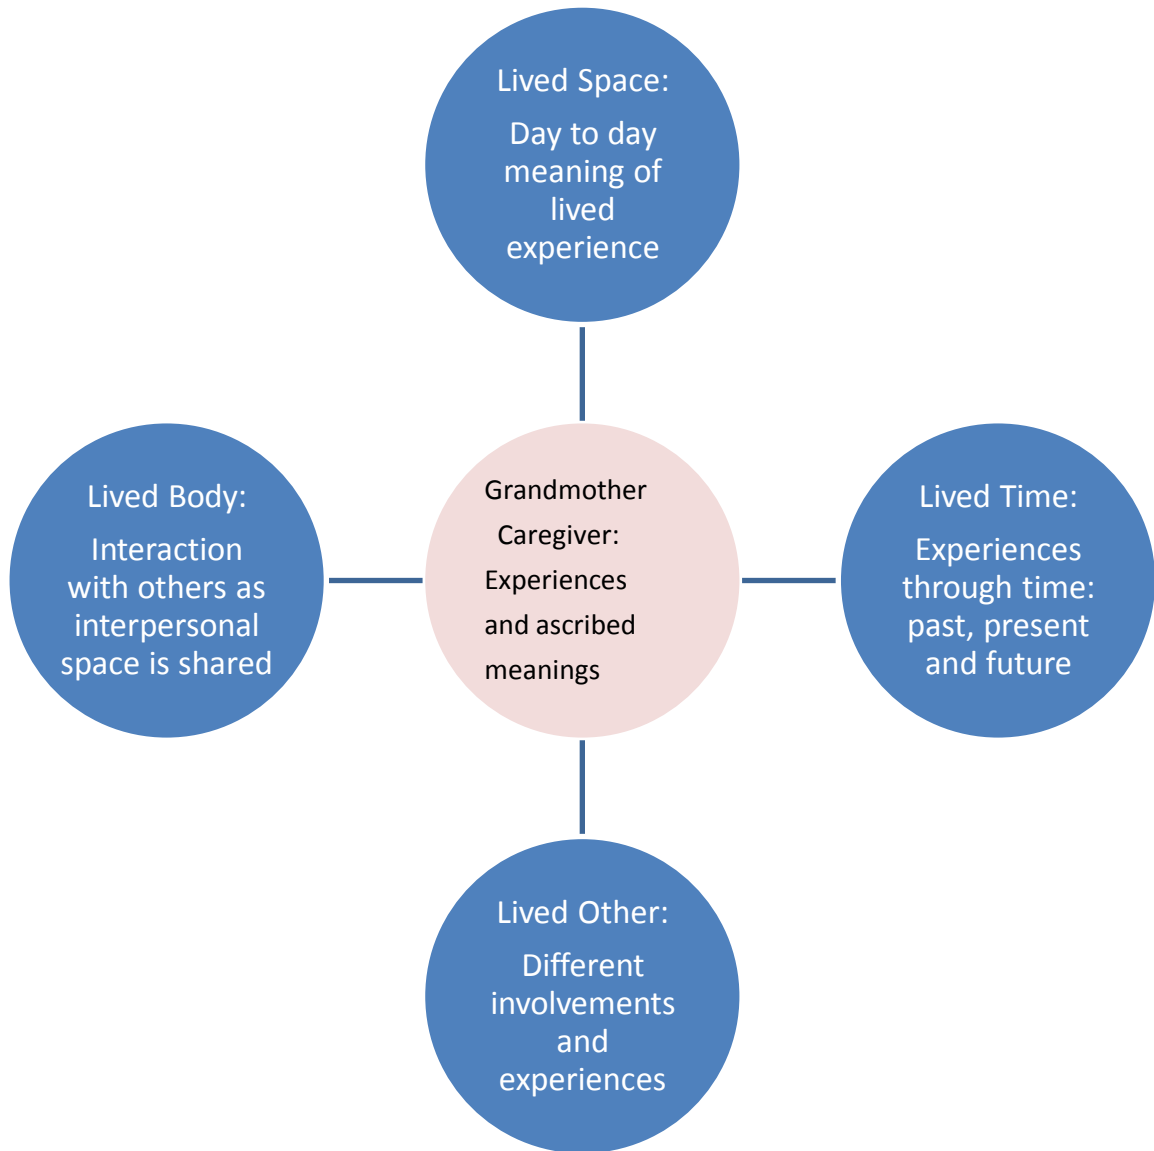 Lived Space:
Day to day
meaning of
lived
experience
Lived Body:
Interaction
with others as
interpersonal
space is shared
Grandmother
Caregiver:
Experiences
and ascribed
meanings
Lived Time:
Experiences
through time:
past, present
and future
Lived Other:
Different
involvements
and
experiences